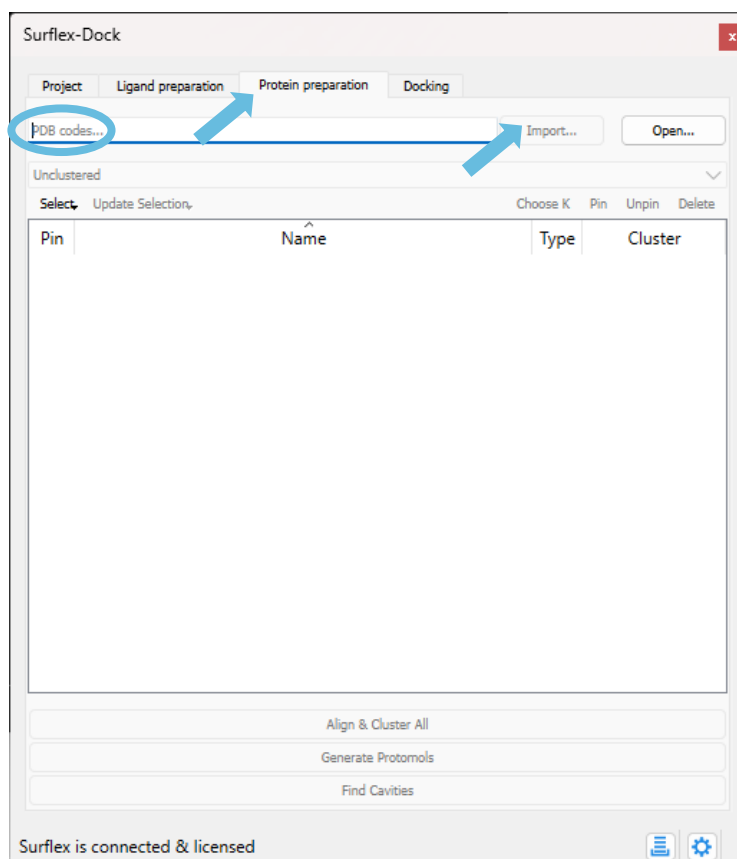 Surflex-Dock
x
Project Ligand preparation Protein preparation Docking
PDB codes... Import... Open...
Unclustered
Select Update Selection Choose K Pin Unpin Delete
Pin Name Type Cluster
Align & Cluster All
Generate Protomols
Find Cavities
Surflex is connected & licensed